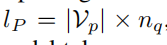 l_P = |𝒱_p| × n_q,